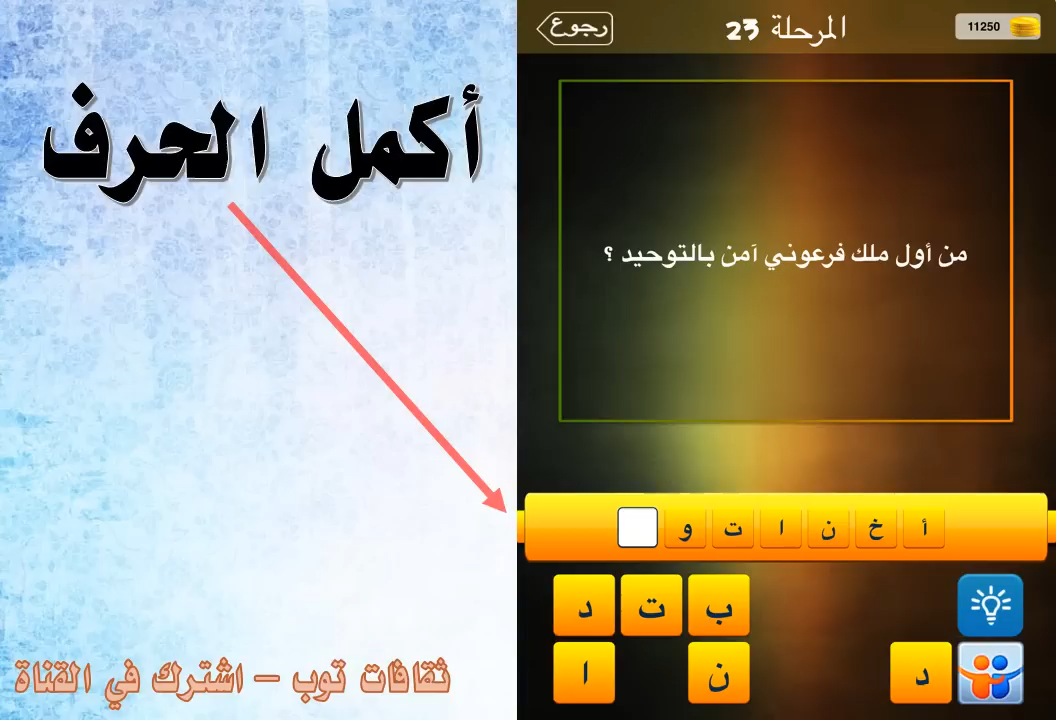 أكمل الحرف
ثقافات توب – اشترك في القناة
رجوع
المرحلة 23
11250
من أول ملك فرعوني آمن بالتوحيد ؟
أ خ ن ا ت و
ب ت د
ن ا
د